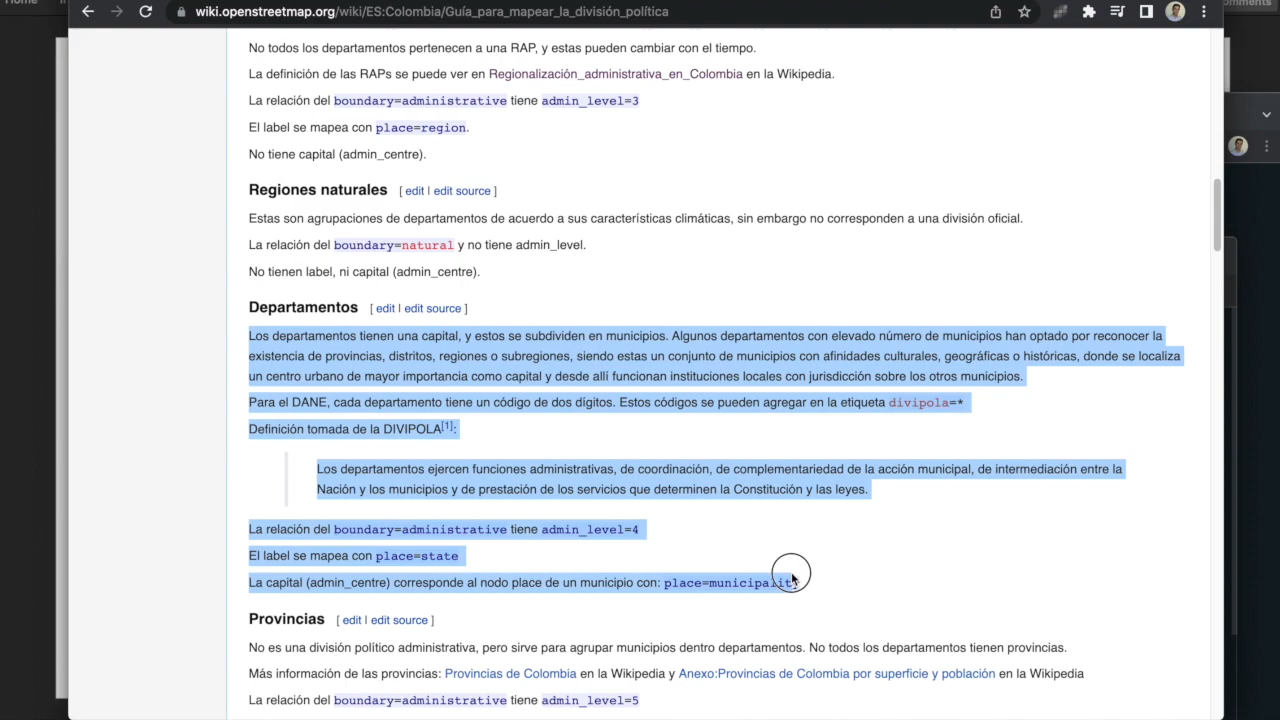 Home
omments
wiki.openstreetmap.org/wiki/ES:Colombia/Guía_para_mapear_la_división_política
No todos los departamentos pertenecen a una RAP, y estas pueden cambiar con el tiempo.
La definición de las RAPs se puede ver en Regionalización_administrativa_en_Colombia en la Wikipedia.
La relación del boundary=administrative tiene admin_level=3
El label se mapea con place=region.
No tiene capital (admin_centre).
Regiones naturales [ edit | edit source ]
Estas son agrupaciones de departamentos de acuerdo a sus características climáticas, sin embargo no corresponden a una división oficial.
La relación del boundary=natural y no tiene admin_level.
No tienen label, ni capital (admin_centre).
Departamentos [ edit | edit source ]
Los departamentos tienen una capital, y estos se subdividen en municipios. Algunos departamentos con elevado número de municipios han optado por reconocer la
existencia de provincias, distritos, regiones o subregiones, siendo estas un conjunto de municipios con afinidades culturales, geográficas o históricas, donde se localiza
un centro urbano de mayor importancia como capital y desde allí funcionan instituciones locales con jurisdicción sobre los otros municipios.
Para el DANE, cada departamento tiene un código de dos dígitos. Estos códigos se pueden agregar en la etiqueta divipola=*
Definición tomada de la DIVIPOLA[1]:
Los departamentos ejercen funciones administrativas, de coordinación, de complementariedad de la acción municipal, de intermediación entre la
Nación y los municipios y de prestación de los servicios que determinen la Constitución y las leyes.
La relación del boundary=administrative tiene admin_level=4
El label se mapea con place=state
La capital (admin_centre) corresponde al nodo place de un municipio con: place=municipality
Provincias [ edit | edit source ]
No es una división político administrativa, pero sirve para agrupar municipios dentro departamentos. No todos los departamentos tienen provincias.
Más información de las provincias: Provincias de Colombia en la Wikipedia y Anexo:Provincias de Colombia por superficie y población en la Wikipedia
La relación del boundary=administrative tiene admin_level=5